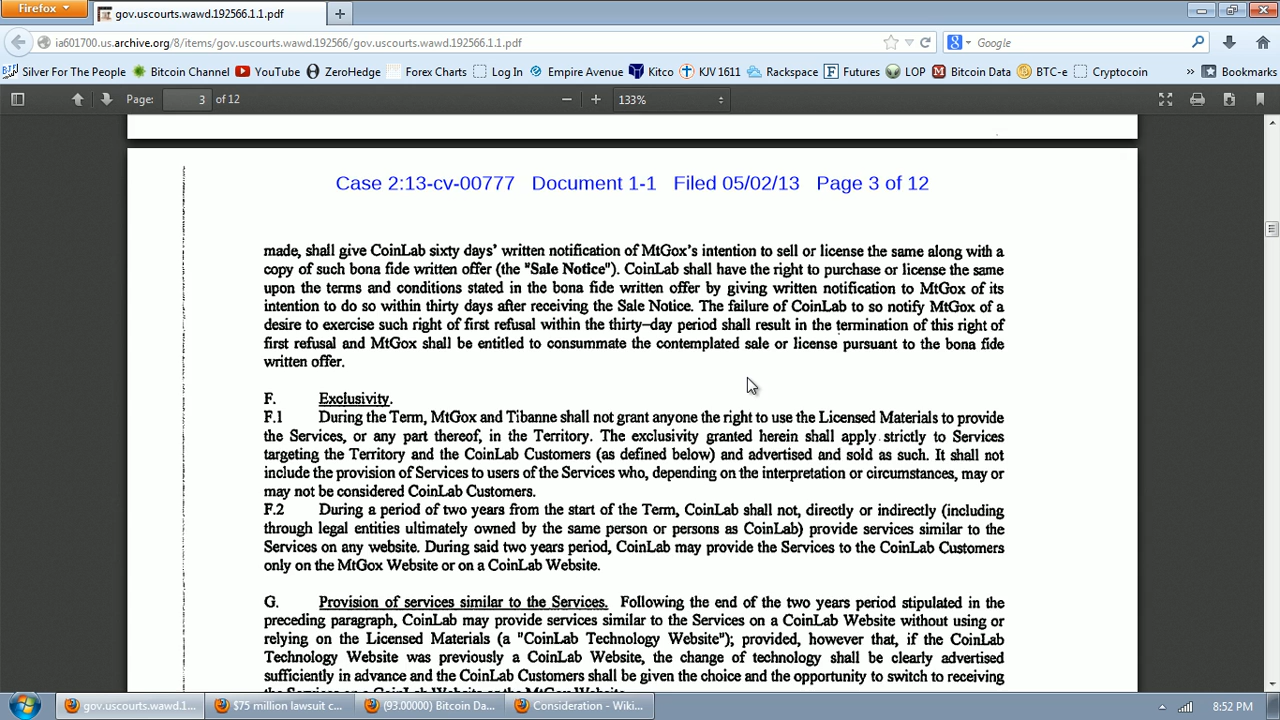 Firefox
gov.uscourts.wawd.192566.1.1.pdf
ia601700.us.archive.org/8/items/gov.uscourts.wawd.192566/gov.uscourts.wawd.192566.1.1.pdf
Google
Silver For The People Bitcoin Channel YouTube ZeroHedge Forex Charts Log In Empire Avenue Kitco KJV 1611 Rackspace Futures LOP Bitcoin Data BTC-e Cryptocoin » Bookmarks
Page: 3 of 12 133%
Case 2:13-cv-00777 Document 1-1 Filed 05/02/13 Page 3 of 12
made, shall give CoinLab sixty days' written notification of MtGox's intention to sell or license the same along with a
copy of such bona fide written offer (the "Sale Notice"). CoinLab shall have the right to purchase or license the same
upon the terms and conditions stated in the bona fide written offer by giving written notification to MtGox of its
intention to do so within thirty days after receiving the Sale Notice. The failure of CoinLab to so notify MtGox of a
desire to exercise such right of first refusal within the thirty–day period shall result in the termination of this right of
first refusal and MtGox shall be entitled to consummate the contemplated sale or license pursuant to the bona fide
written offer.
F. Exclusivity.
F.1 During the Term, MtGox and Tibanne shall not grant anyone the right to use the Licensed Materials to provide
the Services, or any part thereof, in the Territory. The exclusivity granted herein shall apply strictly to Services
targeting the Territory and the CoinLab Customers (as defined below) and advertised and sold as such. It shall not
include the provision of Services to users of the Services who, depending on the interpretation or circumstances, may or
may not be considered CoinLab Customers.
F.2 During a period of two years from the start of the Term, CoinLab shall not, directly or indirectly (including
through legal entities ultimately owned by the same person or persons as CoinLab) provide services similar to the
Services on any website. During said two years period, CoinLab may provide the Services to the CoinLab Customers
only on the MtGox Website or on a CoinLab Website.
G. Provision of services similar to the Services. Following the end of the two years period stipulated in the
preceding paragraph, CoinLab may provide services similar to the Services on a CoinLab Website without using or
relying on the Licensed Materials (a "CoinLab Technology Website"); provided, however that, if the CoinLab
Technology Website was previously a CoinLab Website, the change of technology shall be clearly advertised
sufficiently in advance and the CoinLab Customers shall be given the choice and the opportunity to switch to receiving
the Services on a CoinLab Website or the MtGox Website.
gov.uscourts.wawd.1... $75 million lawsuit c... (93.00000) Bitcoin Da... Consideration - Wiki... 8:52 PM